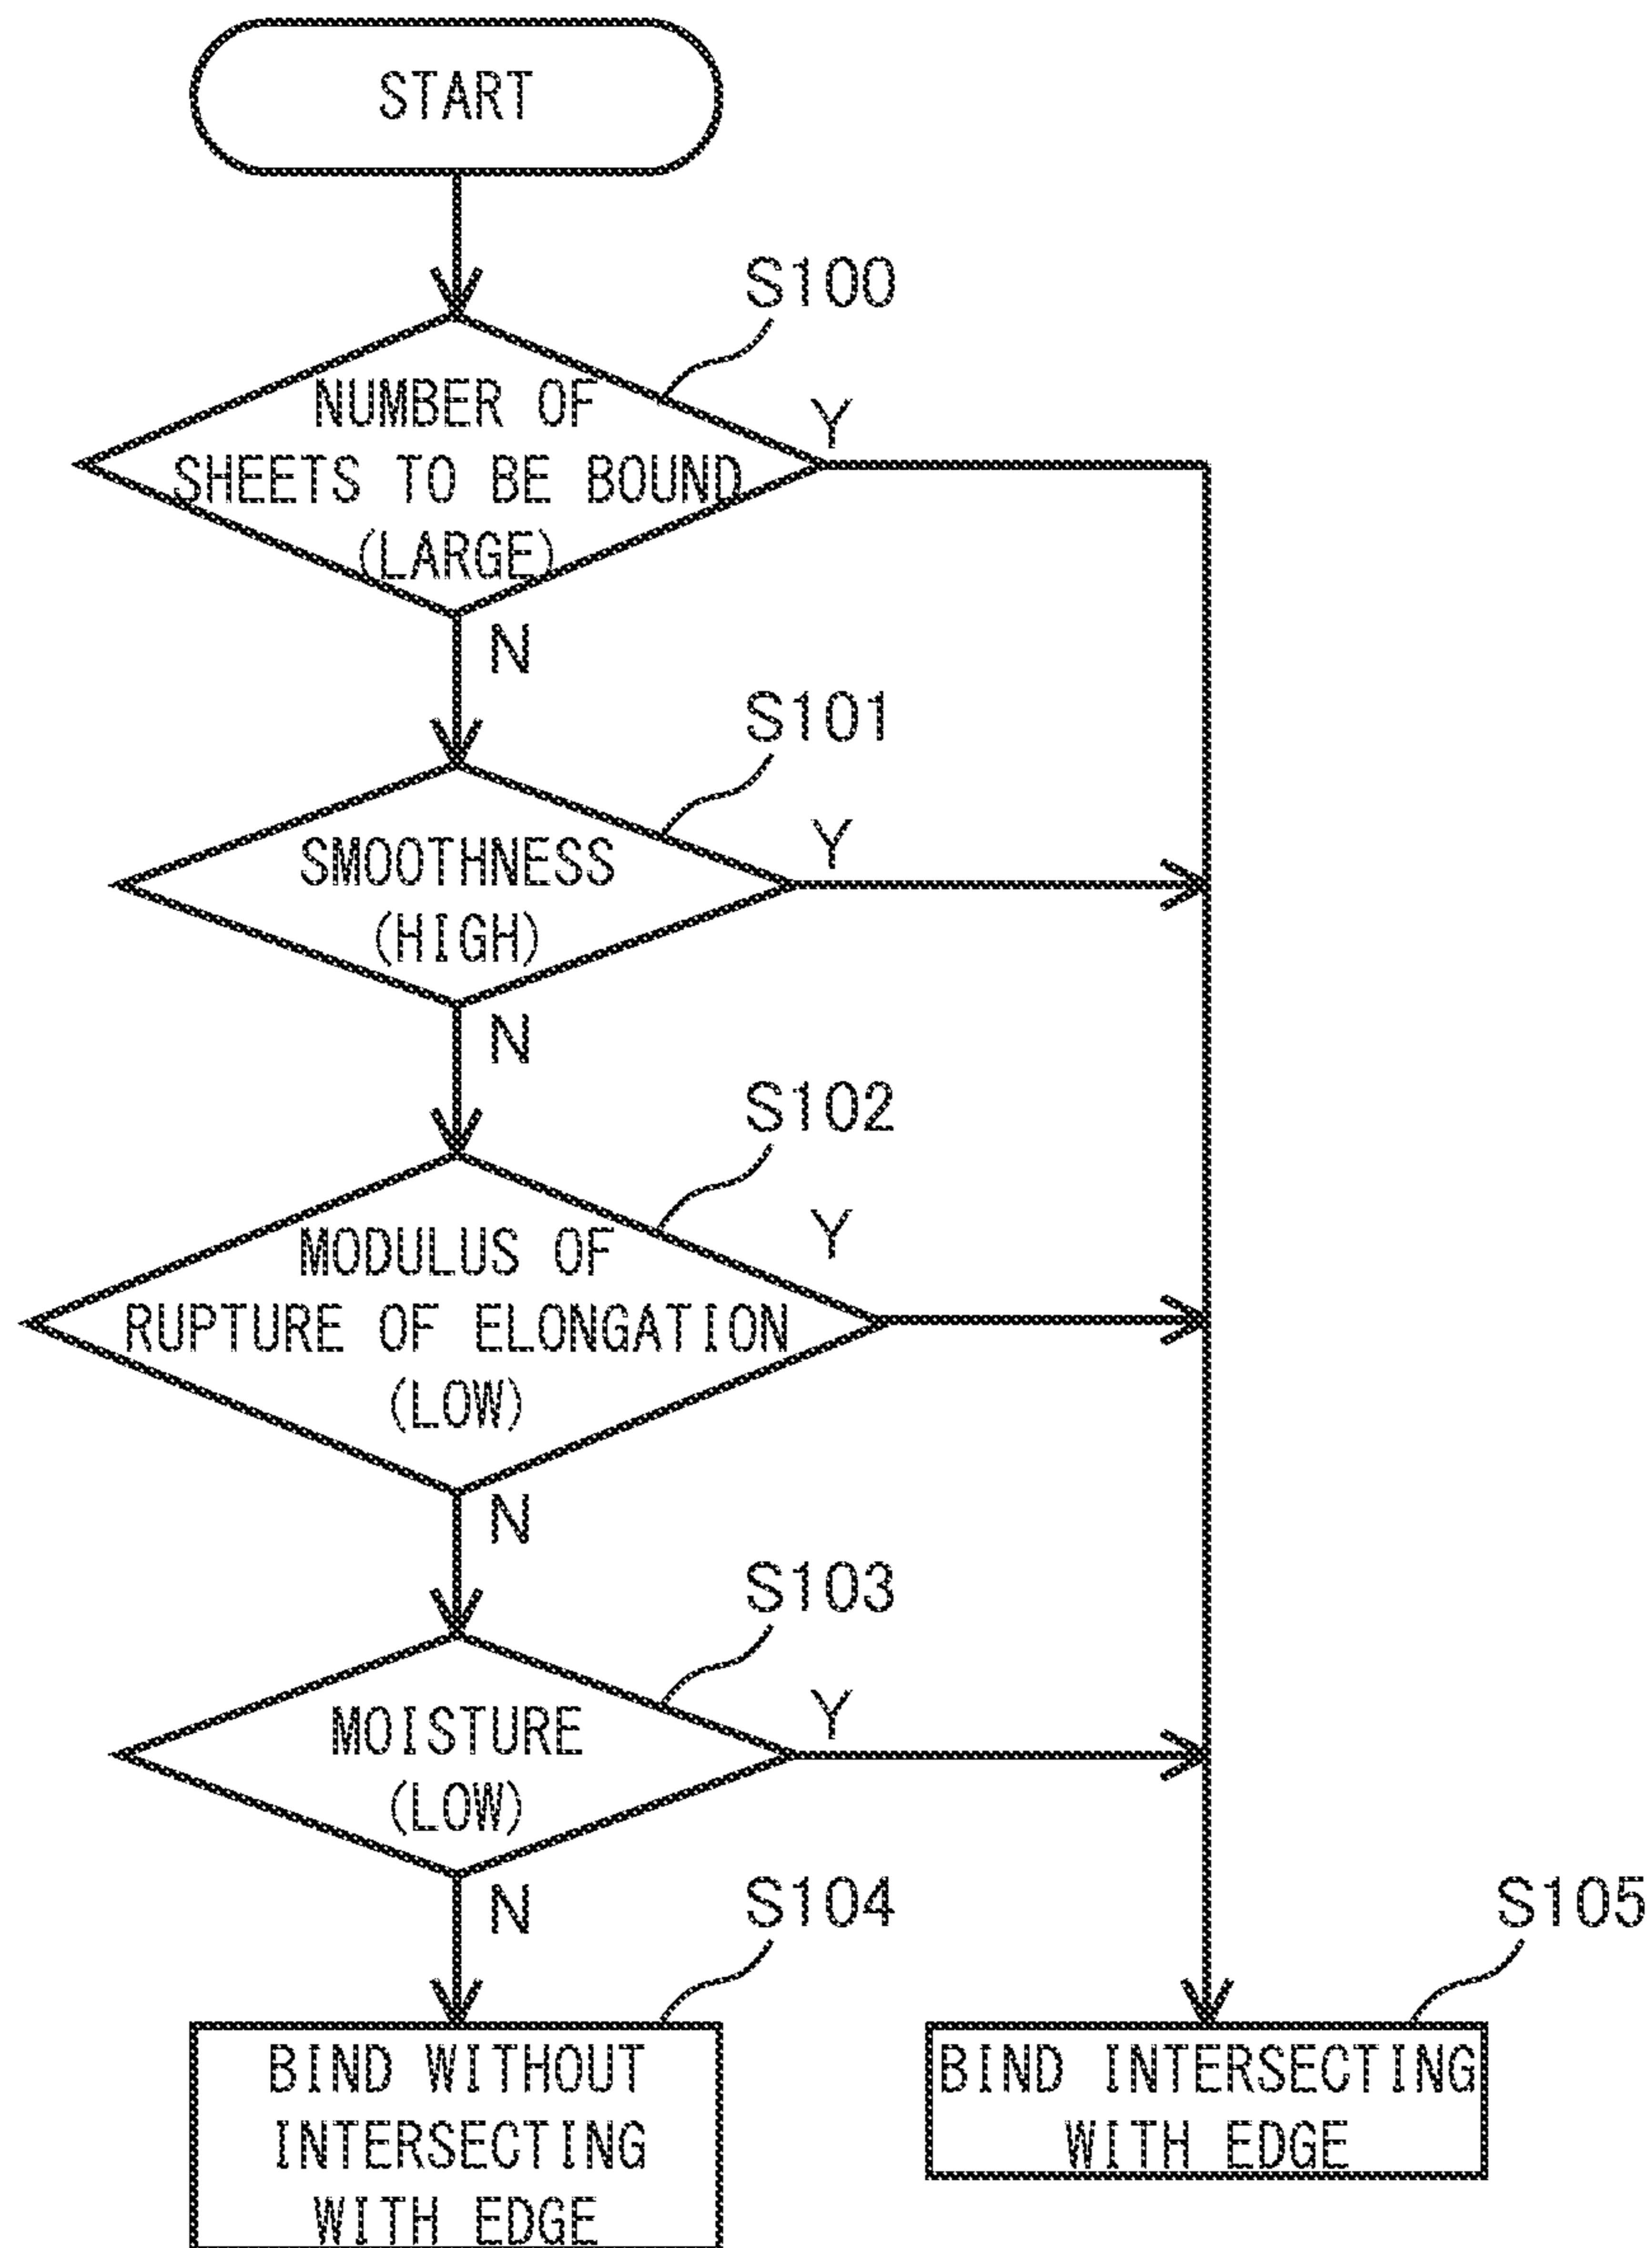 START
S100
NUMBER OF
SHEETS TO BE BOUND
(LARGE)
Y
N
S101
SMOOTHNESS
(HIGH)
Y
N
S102
MODULUS OF
RUPTURE OF ELONGATION
(LOW)
Y
N
S103
MOISTURE
(LOW)
Y
N
S104
BIND WITHOUT
INTERSECTING
WITH EDGE
S105
BIND INTERSECTING
WITH EDGE